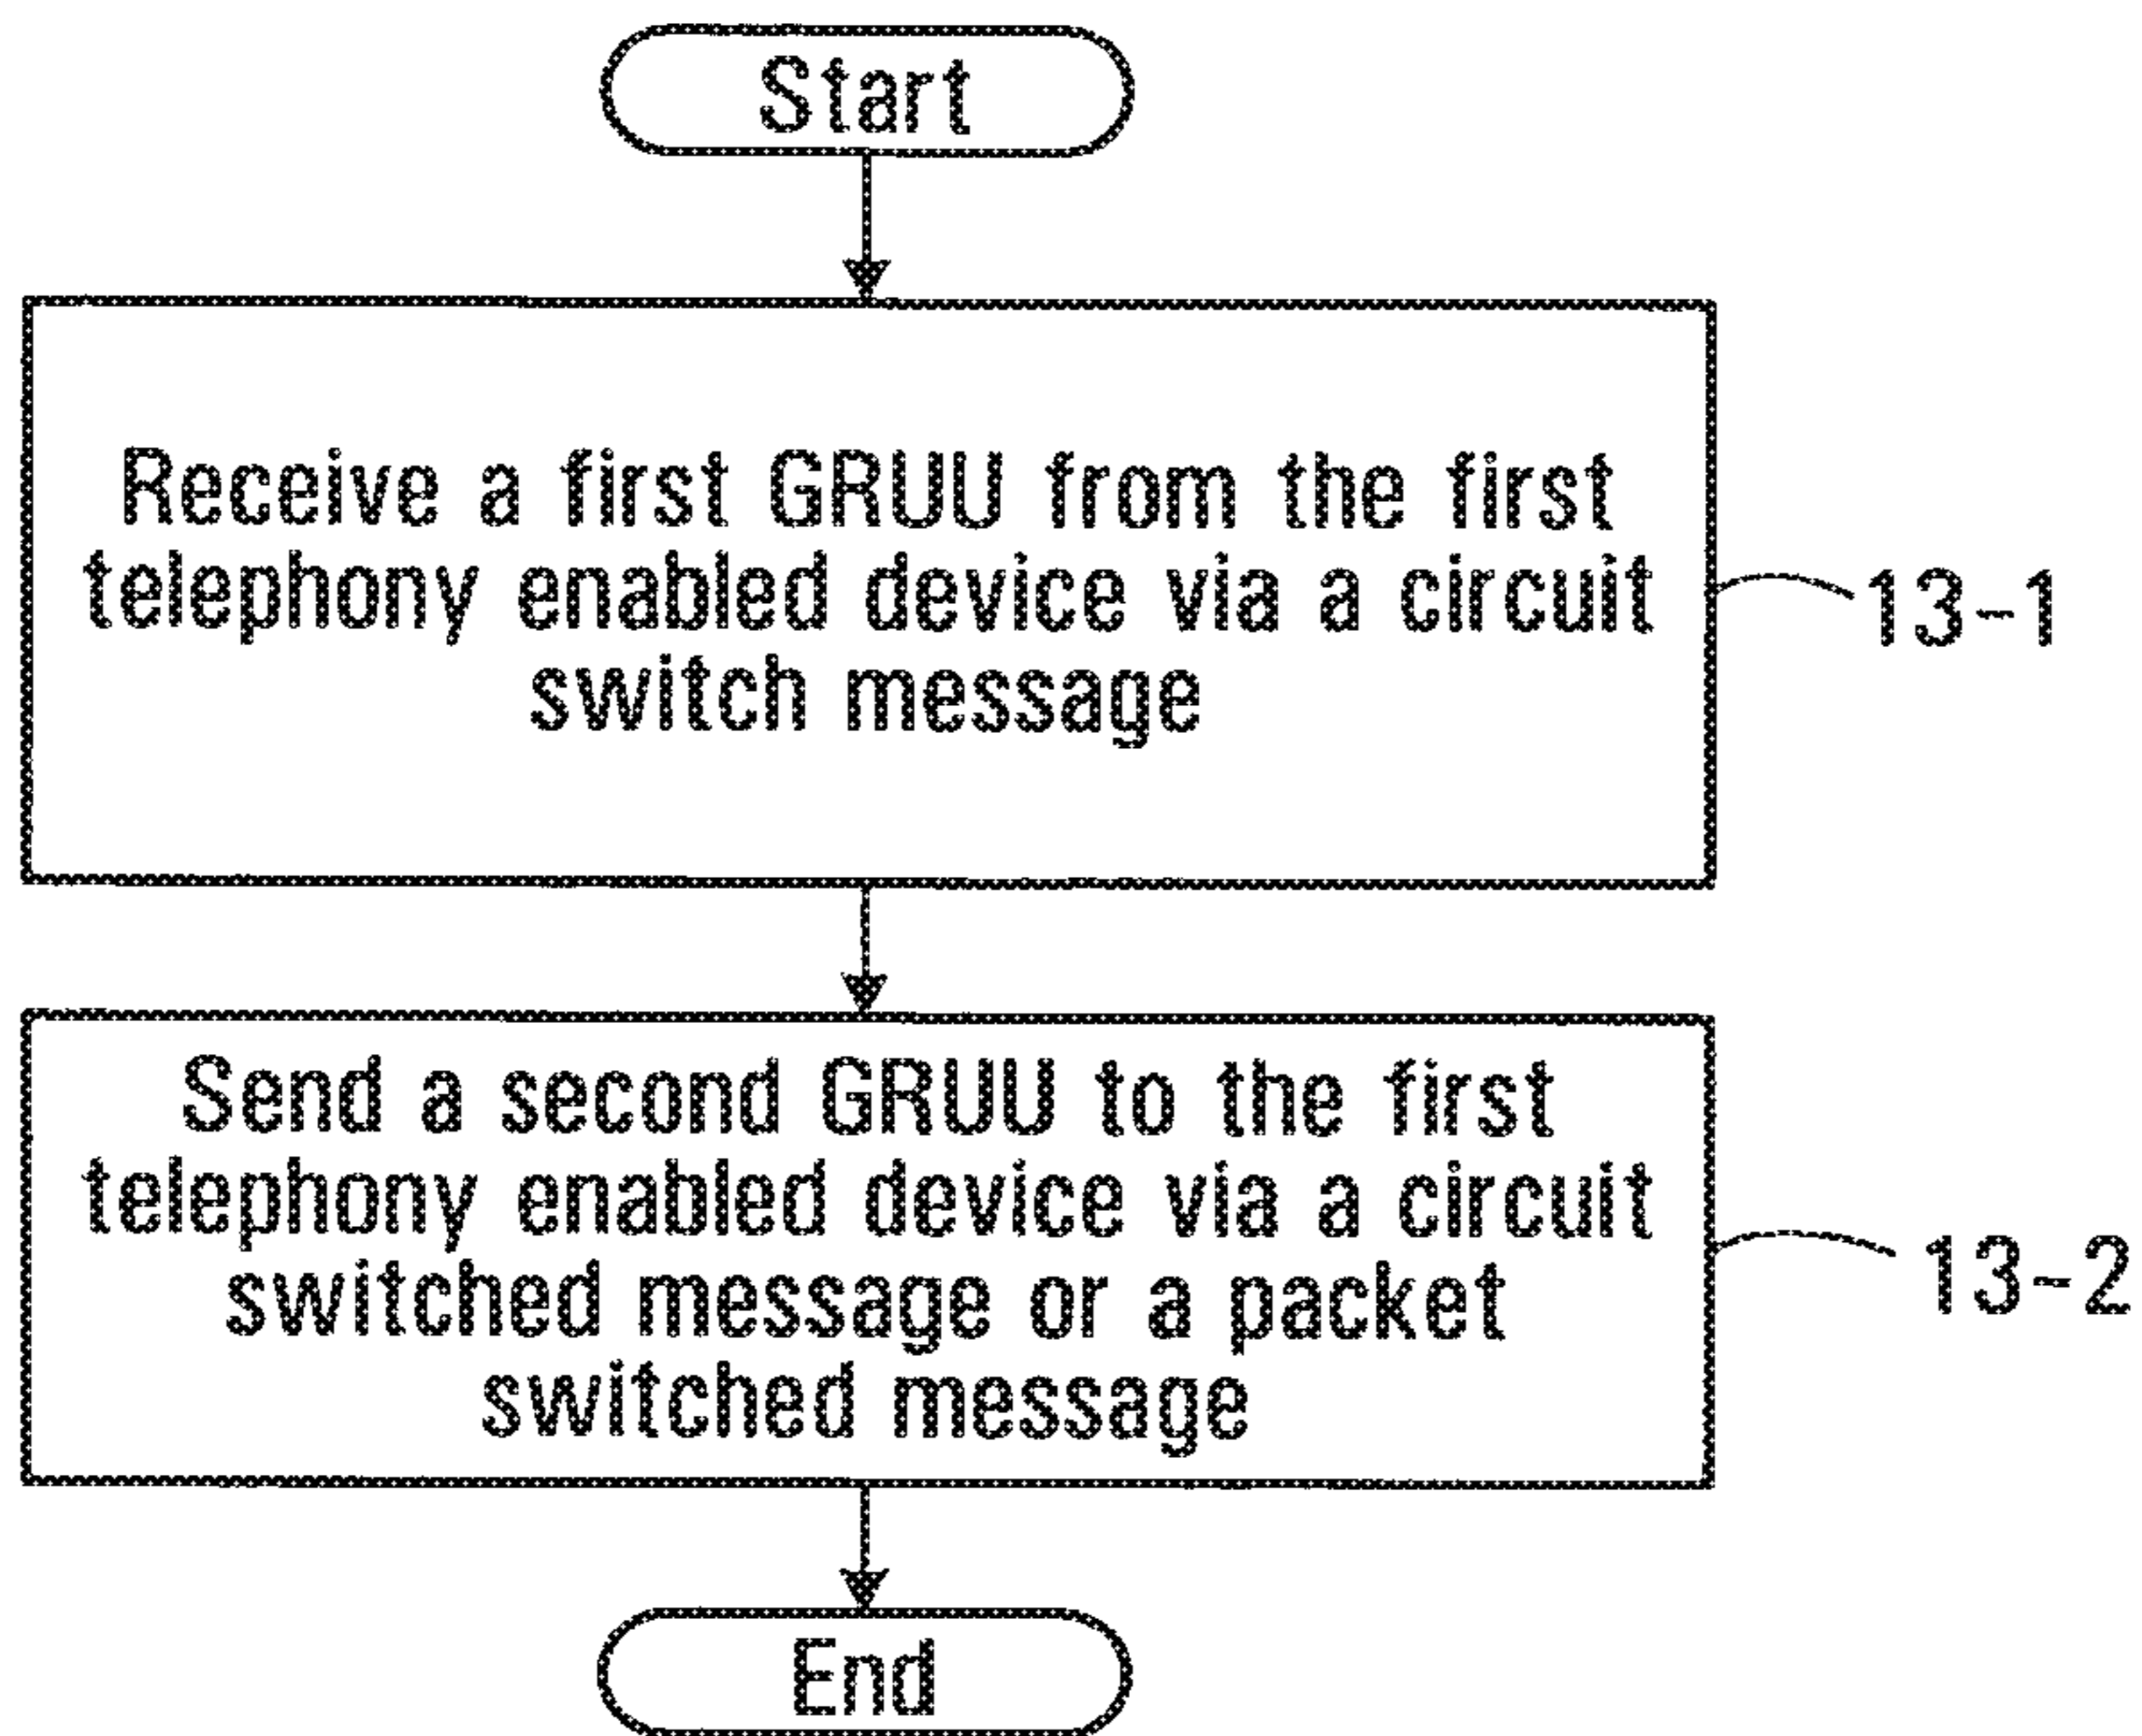 Start
Receive a first GRUU from the first
telephony enabled device via a circuit
switch message
13-1
Send a second GRUU to the first
telephony enabled device via a circuit
switched message or a packet
switched message
13-2
End